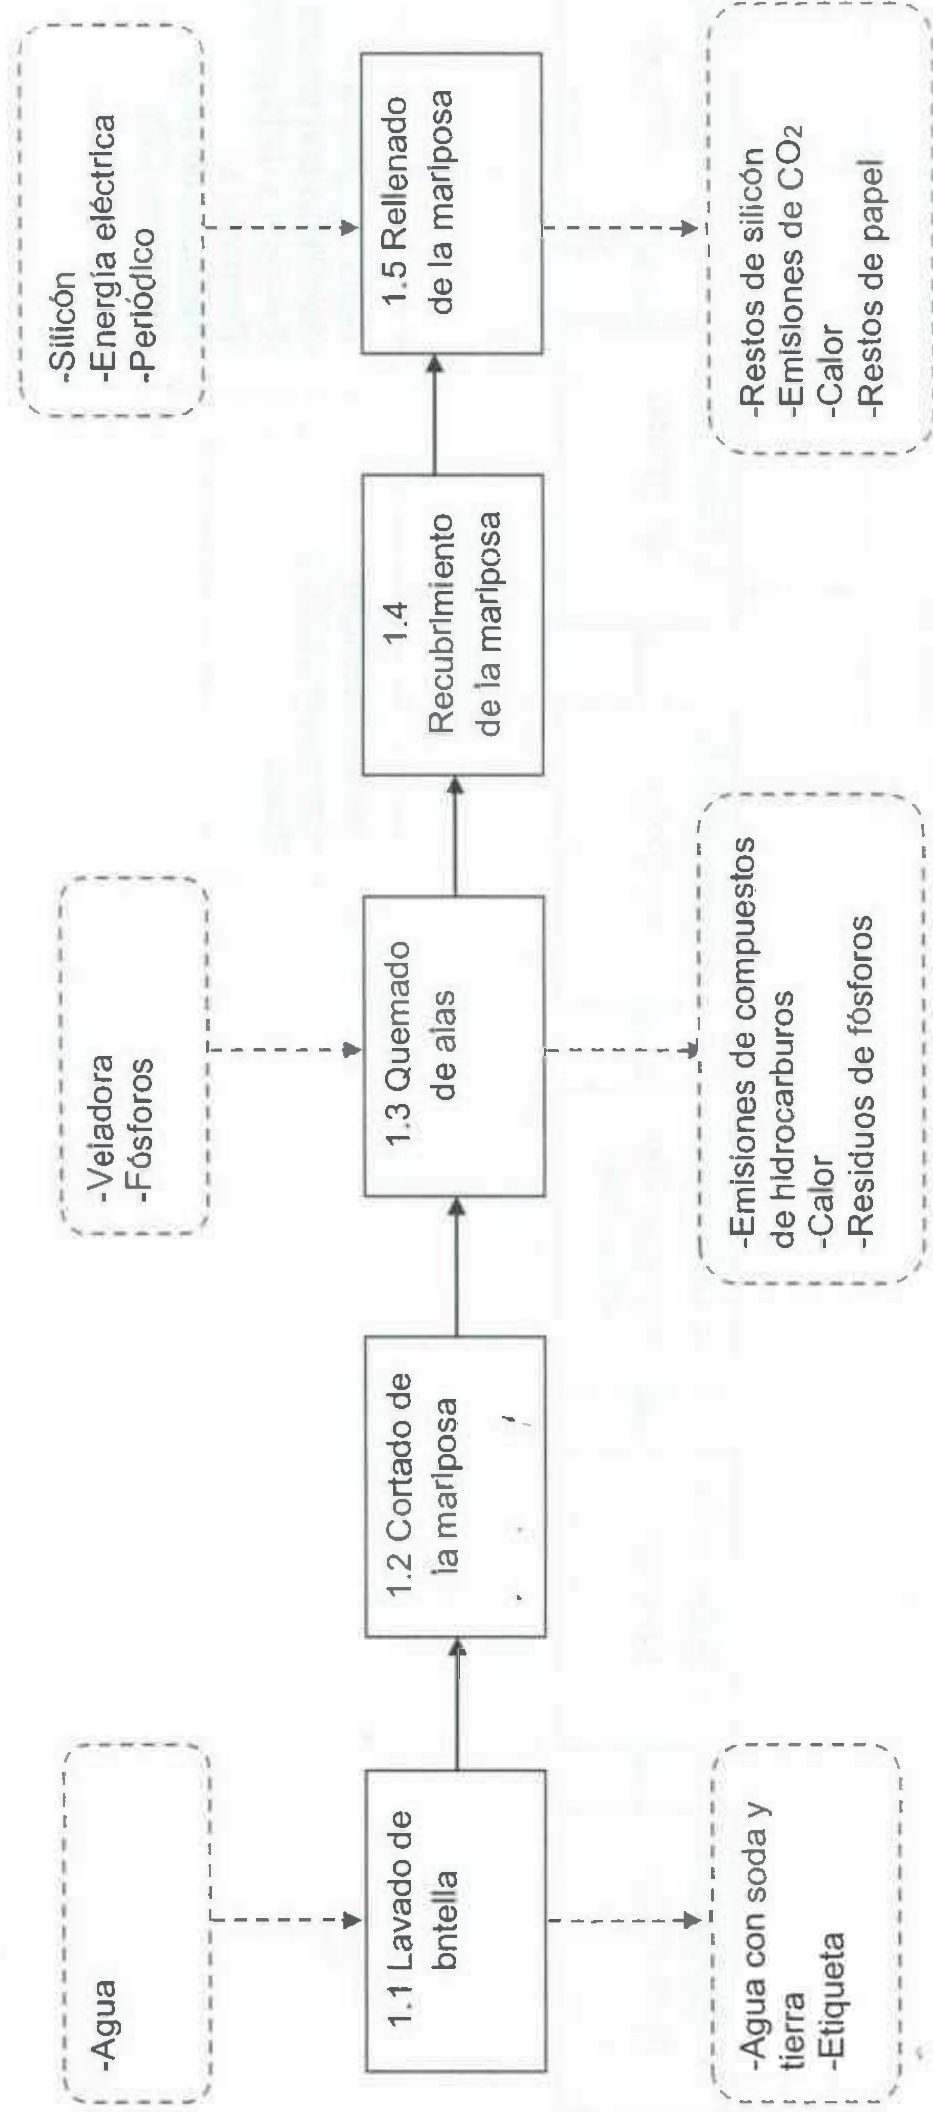 -Agua
-Veladora
-Fósforos
-Silicón
-Energía eléctrica
-Periódico
1.1 Lavado de
bntella
1.2 Cortado de
la mariposa
1.3 Quemado
de alas
1.4
Recubrimiento
de la mariposa
1.5 Rellenado
de la mariposa
-Agua con soda y
tierra
-Etiqueta
-Emisiones de compuestos
de hidrocarburos
-Calor
-Residuos de fósforos
-Restos de silicón
-Emisiones de CO2
-Calor
-Restos de papel